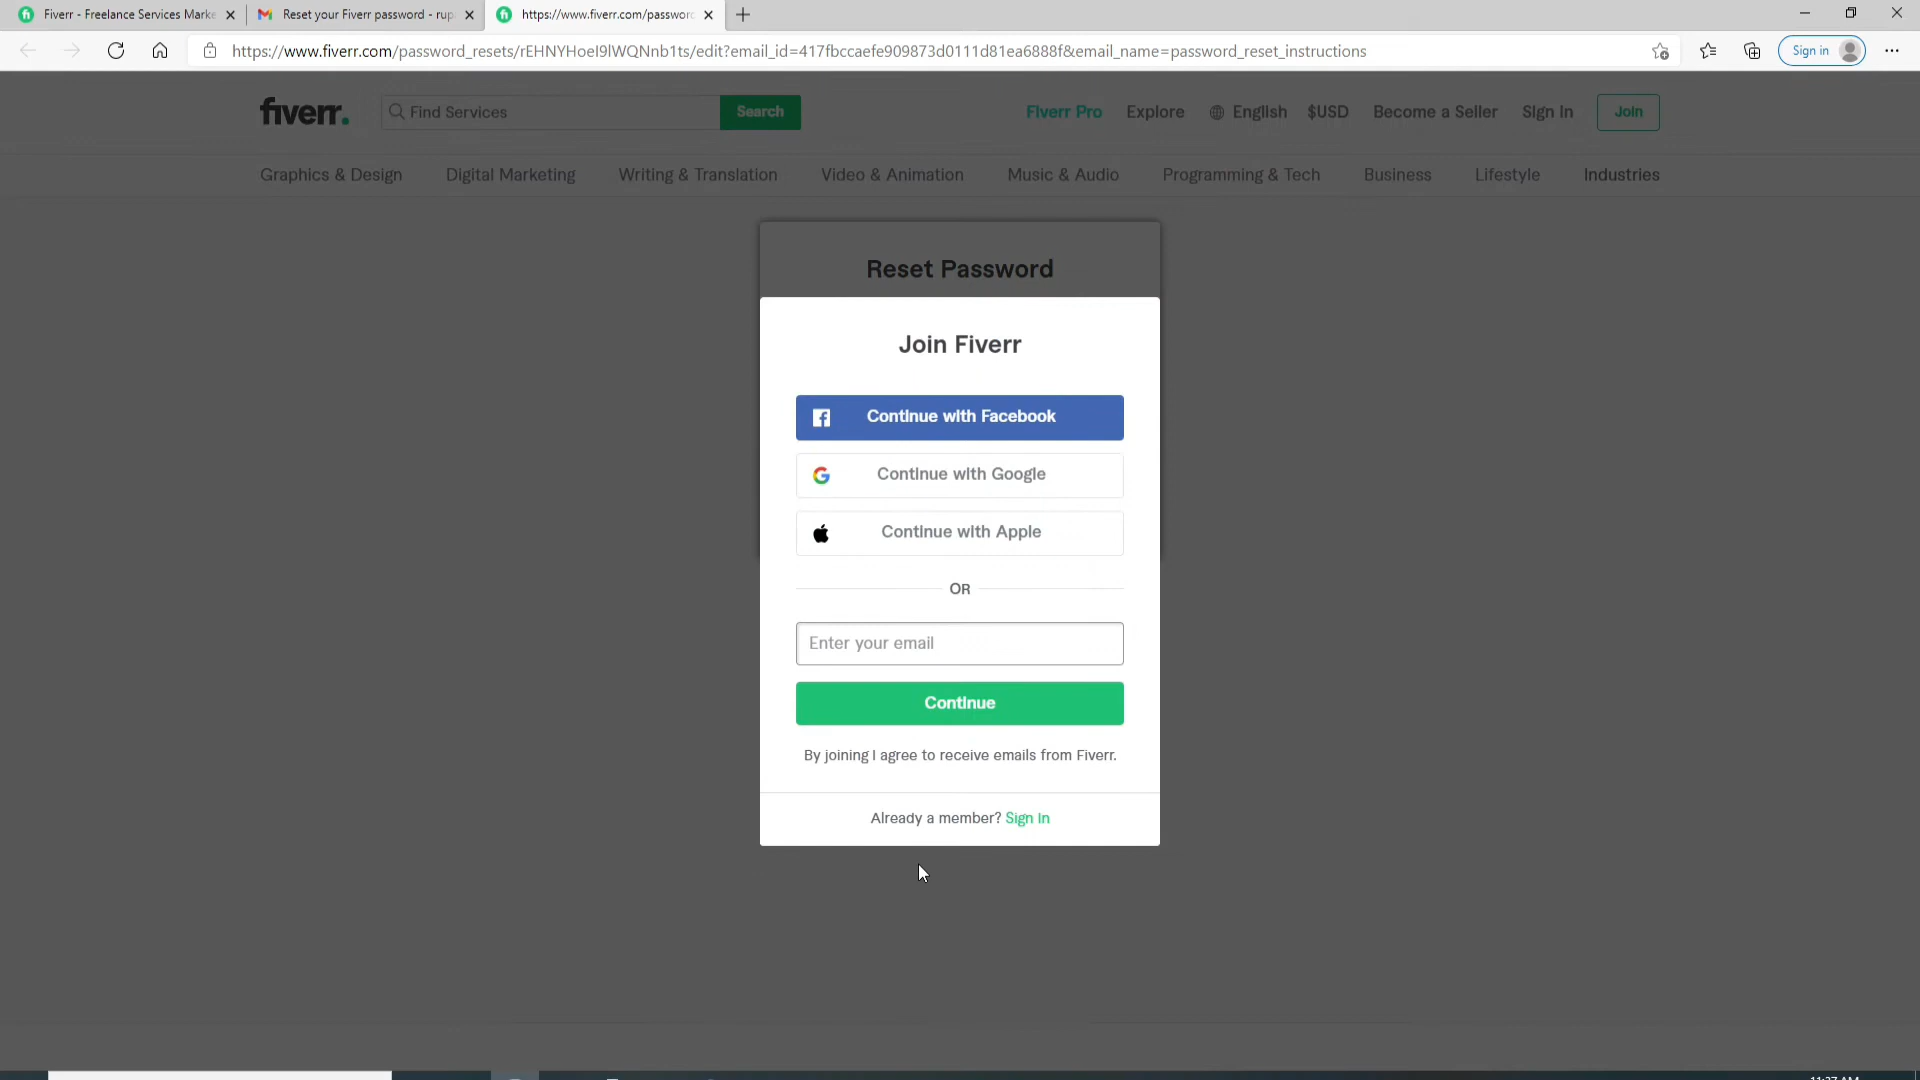 Fiverr - Freelance Services Marke
Reset your Fiverr password - rup
https://www.fiverr.com/passwor
https://www.fiverr.com/password_resets/rEHNYHoeI9lWQNnb1ts/edit?email_id=417fbccaefe909873d0111d81ea6888f&email_name=password_reset_instructions
Sign in
fiverr.
Find Services
Search
Fiverr Pro
Explore
English
$USD
Become a Seller
Sign In
Join
Graphics & Design
Digital Marketing
Writing & Translation
Video & Animation
Music & Audio
Programming & Tech
Business
Lifestyle
Industries
Reset Password
Join Fiverr
Continue with Facebook
Continue with Google
Continue with Apple
OR
Enter your email
Continue
By joining I agree to receive emails from Fiverr.
Already a member? Sign In